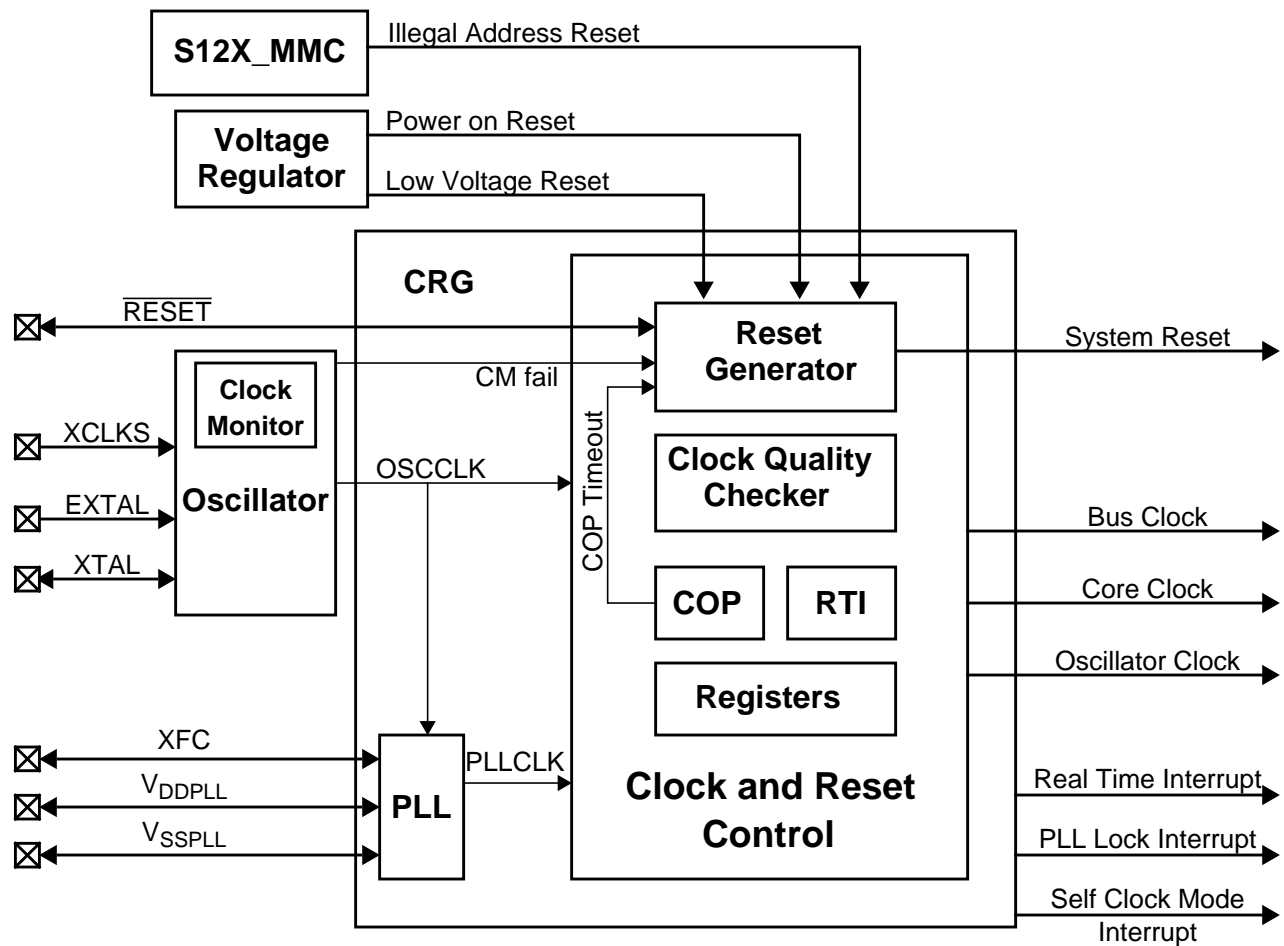 S12X_MMC
Illegal Address Reset
Voltage
Regulator
Power on Reset
Low Voltage Reset
CRG
RESET
Reset
Generator
System Reset
CM fail
Clock
Monitor
XCLKS
Oscillator
OSCCLK
EXTAL
XTAL
COP Timeout
Clock Quality
Checker
Bus Clock
COP
RTI
Core Clock
Registers
Oscillator Clock
XFC
VDDPLL
VSSPLL
PLL
PLLCLK
Clock and Reset
Control
Real Time Interrupt
PLL Lock Interrupt
Self Clock Mode
Interrupt